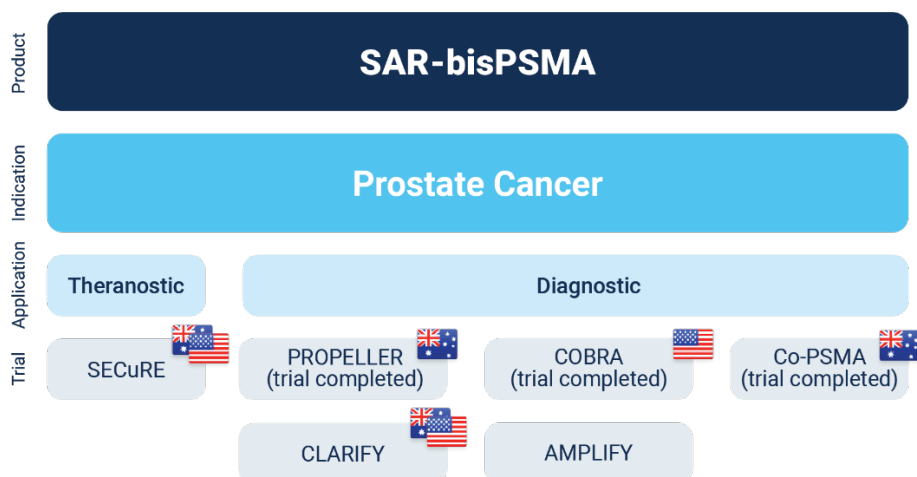 Product
SAR-bisPSMA
Indication
Prostate Cancer
Application
Theranostic
Diagnostic
Trial
SECuRE
PROPELLER
(trial completed)
COBRA
(trial completed)
Co-PSMA
(trial completed)
CLARIFY
AMPLIFY